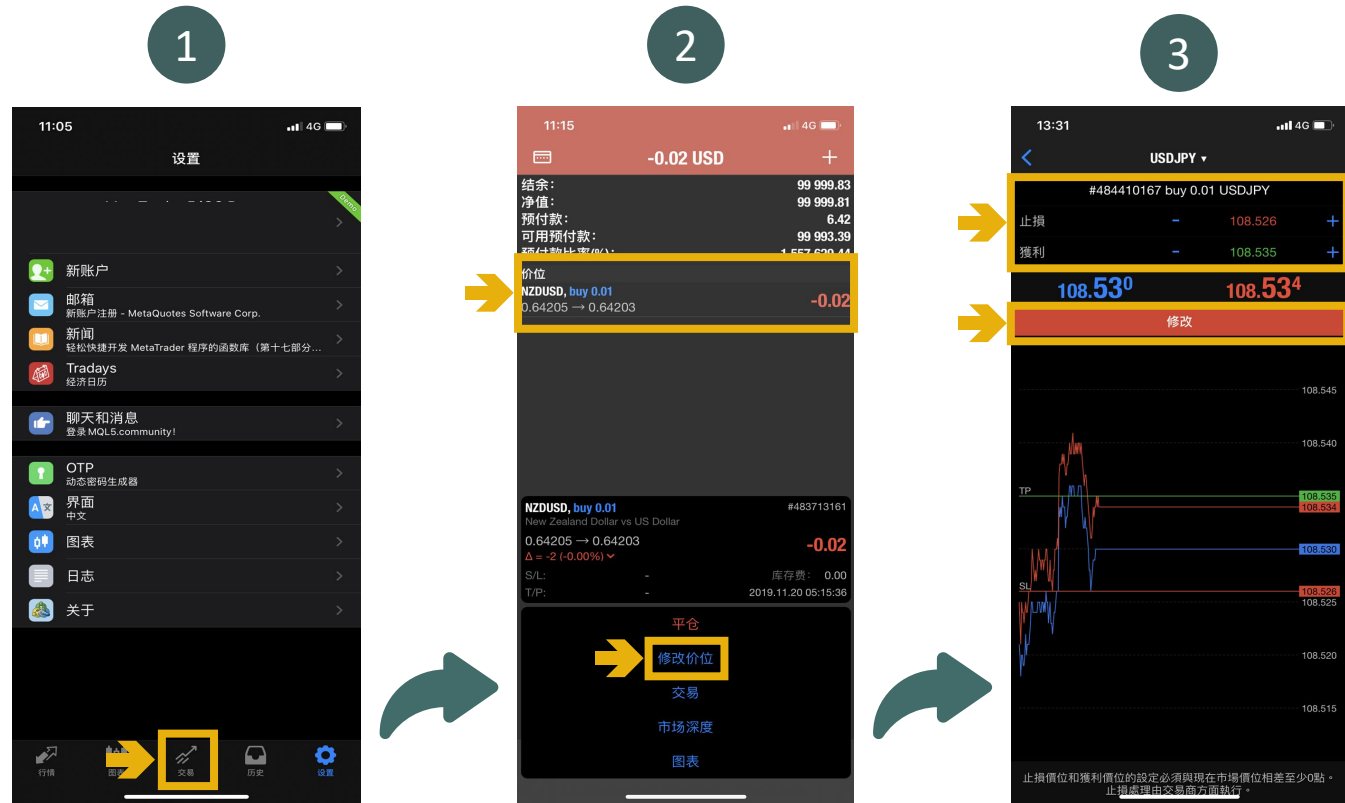 1
2
3
11:05
4G
设置
Demo
新账户
邮箱
新账户注册 - MetaQuotes Software Corp.
新闻
轻松快捷开发 MetaTrader 程序的函数库（第十七部分...
Tradays
经济日历
聊天和消息
登录 MQL5.community!
OTP
动态密码生成器
界面
中文
图表
日志
关于
行情
交易
历史
设置
11:15
4G
-0.02 USD
结余: 99 999.83
净值: 99 999.81
预付款: 6.42
可用预付款: 99 993.39
预付款比率(%): 1 557 629.44
价位
NZDUSD, buy 0.01
0.64205 → 0.64203
-0.02
NZDUSD, buy 0.01 #483713161
New Zealand Dollar vs US Dollar
0.64205 → 0.64203
-0.02
Δ = -2 (-0.00%)
S/L: - 库存费: 0.00
T/P: - 2019.11.20 05:15:36
平仓
修改价位
交易
市场深度
图表
13:31
4G
USDJPY
#484410167 buy 0.01 USDJPY
止損 - 108.526 +
獲利 - 108.535 +
108.530 108.534
修改
108.545
108.540
TP
108.535
108.534
108.530
SL
108.526
108.525
108.520
108.515
止損價位和獲利價位的設定必須與現在市場價位相差至少0點。
止損處理由交易商方面執行。